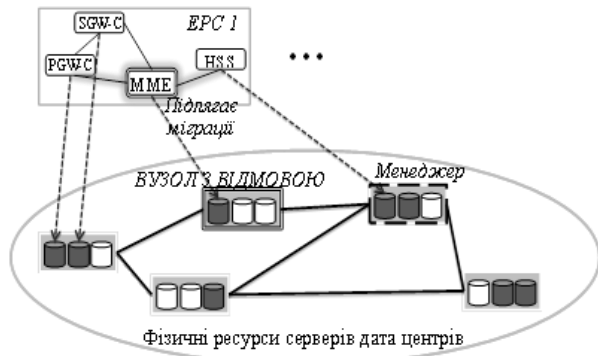 EPC 1
SGW-C
PGW-C
MME
HSS
...
Підлягає
міграції
ВУЗОЛ З ВІДМОВОЮ
Менеджер
Фізичні ресурси серверів дата центрів